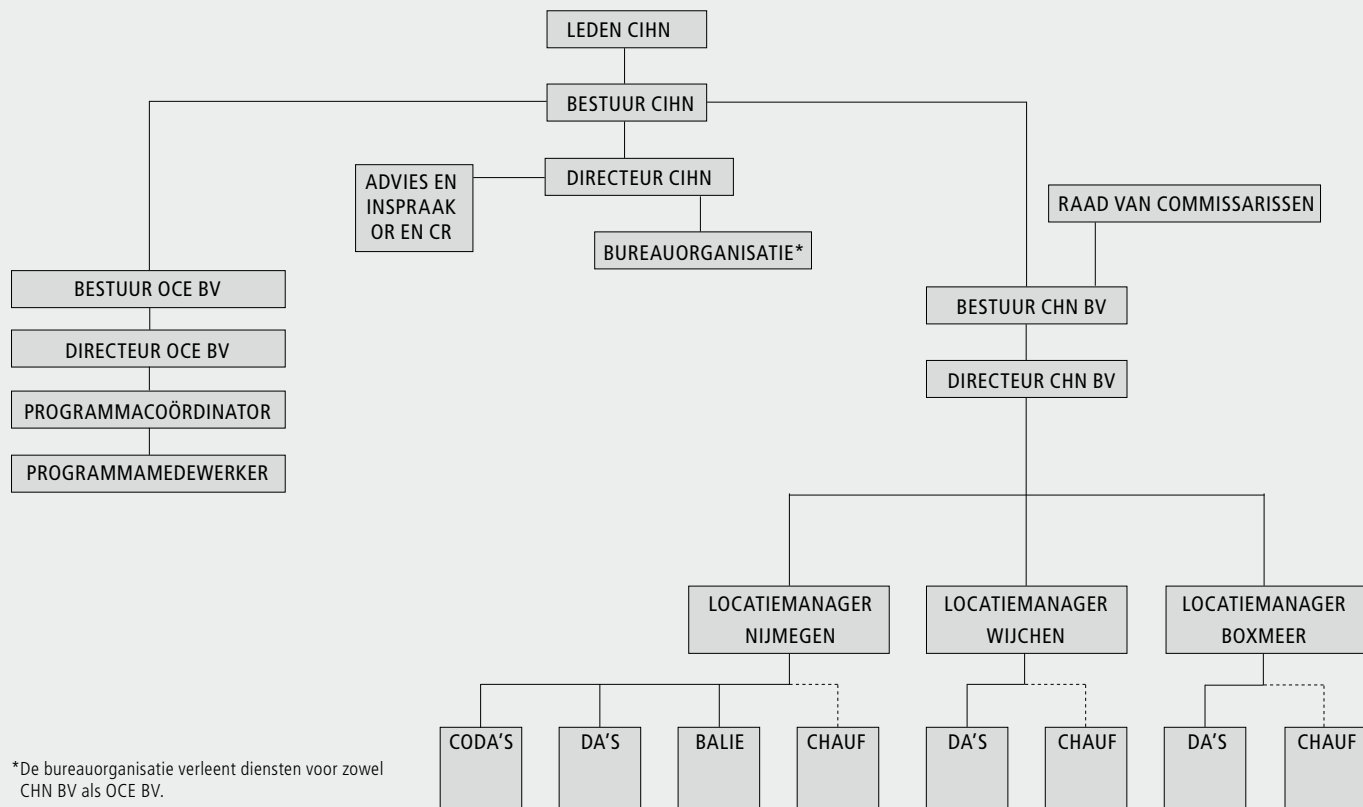 LEDEN CIHN
BESTUUR CIHN
DIRECTEUR CIHN
ADVIES EN
INSPRAAK
OR EN CR
BUREAUORGANISATIE*
RAAD VAN COMMISSARISSEN
BESTUUR OCE BV
DIRECTEUR OCE BV
PROGRAMMACOÖRDINATOR
PROGRAMMAMEDEWERKER
BESTUUR CHN BV
DIRECTEUR CHN BV
LOCATIEMANAGER
NIJMEGEN
LOCATIEMANAGER
WIJCHEN
LOCATIEMANAGER
BOXMEER
CODA’S
DA’S
BALIE
CHAUF
DA’S
CHAUF
DA’S
CHAUF
*De bureauorganisatie verleent diensten voor zowel
CHN BV als OCE BV.